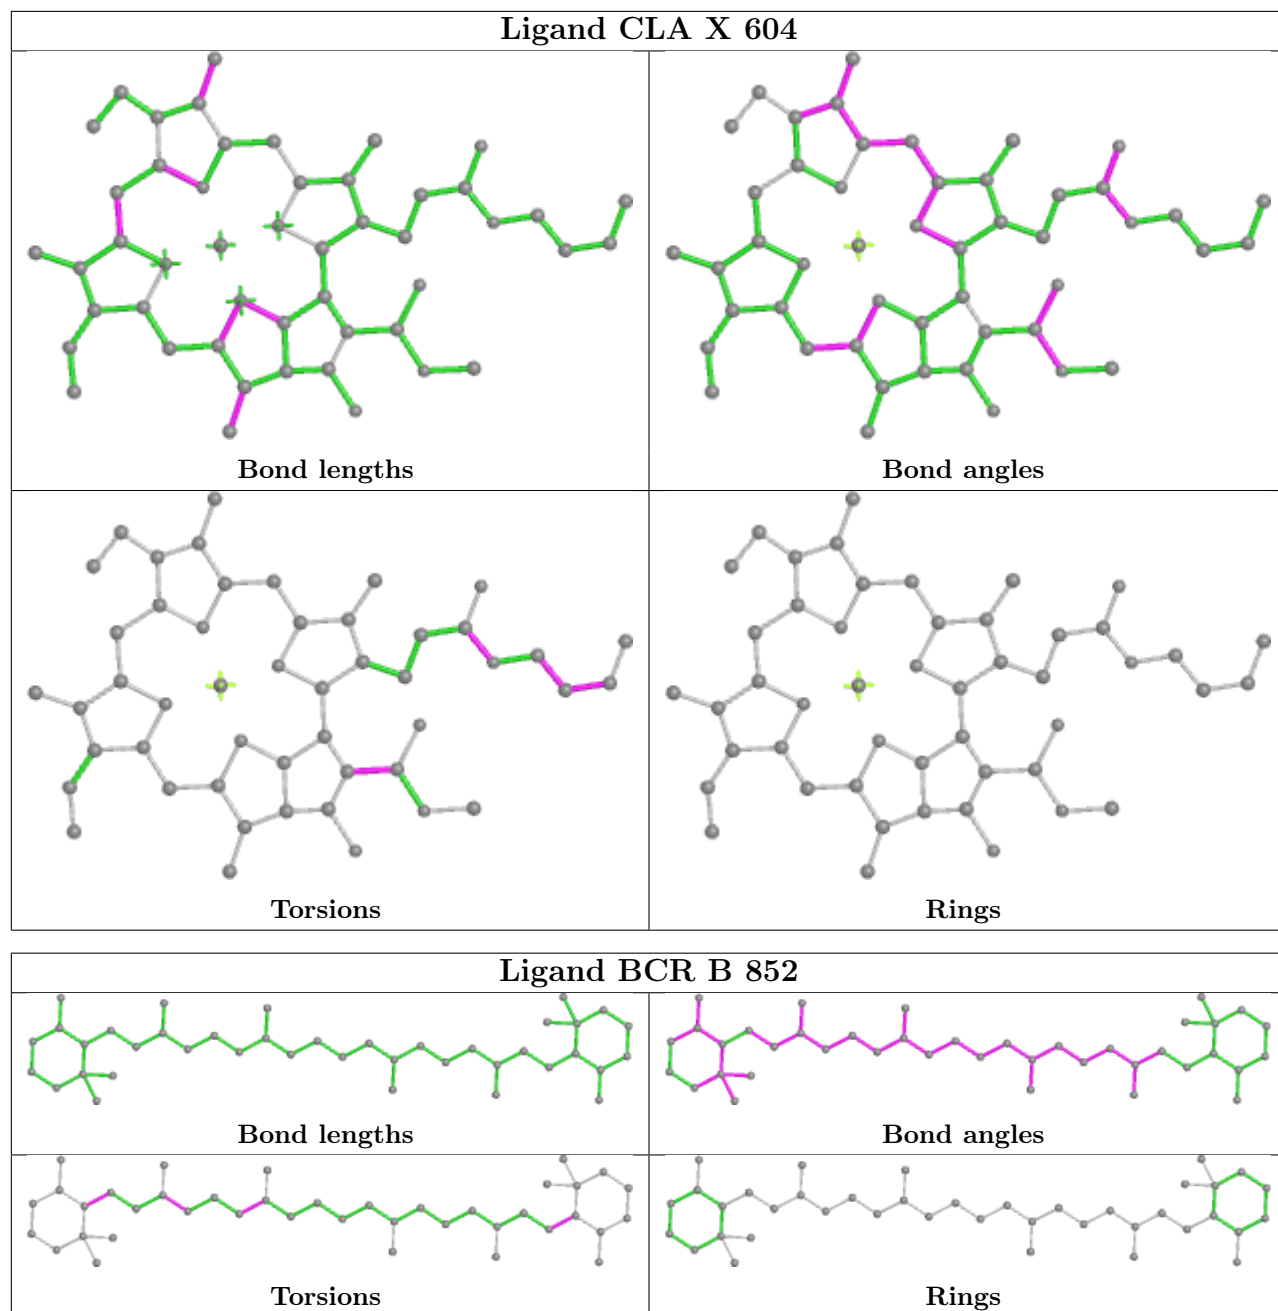 Ligand CLA X 604
Bond lengths
Bond angles
Torsions
Rings
Ligand BCR B 852
Bond lengths
Bond angles
Torsions
Rings